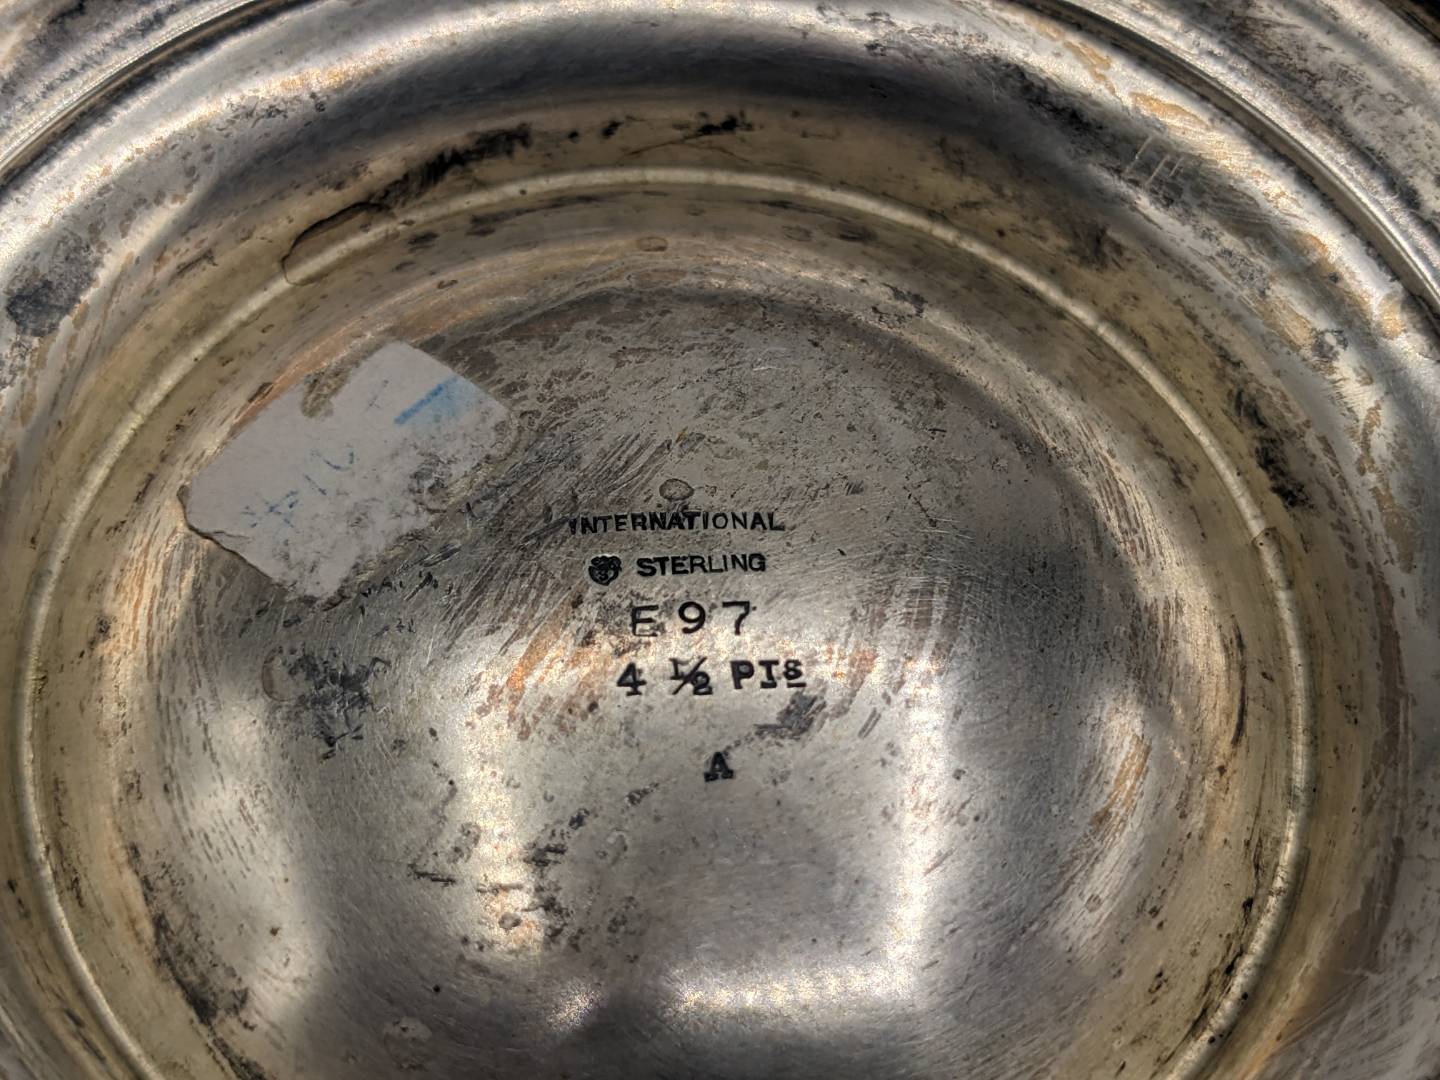 INTERNATIONAL
STERLING
E97
4 1/2 PTS
A